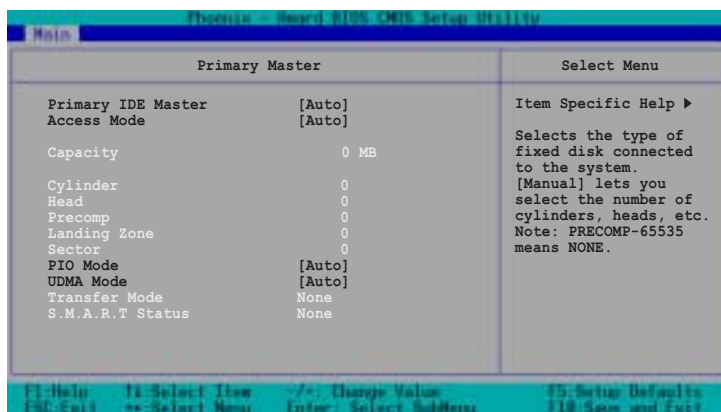 Phoenix - Award BIOS CMOS Setup Utility
Main
Primary Master
Select Menu
Primary IDE Master [Auto]
Access Mode [Auto]
Capacity 0 MB
Cylinder 0
Head 0
Precomp 0
Landing Zone 0
Sector 0
PIO Mode [Auto]
UDMA Mode [Auto]
Transfer Mode None
S.M.A.R.T Status None
Item Specific Help ▶
Selects the type of
fixed disk connected
to the system.
[Manual] lets you
select the number of
cylinders, heads, etc.
Note: PRECOMP-65535
means NONE.
F1:Help ↑↓:Select Item -/+: Change Value F5:Setup Defaults
ESC:Exit ↔:Select Menu Enter: Select SubMenu F10:Save and Exit